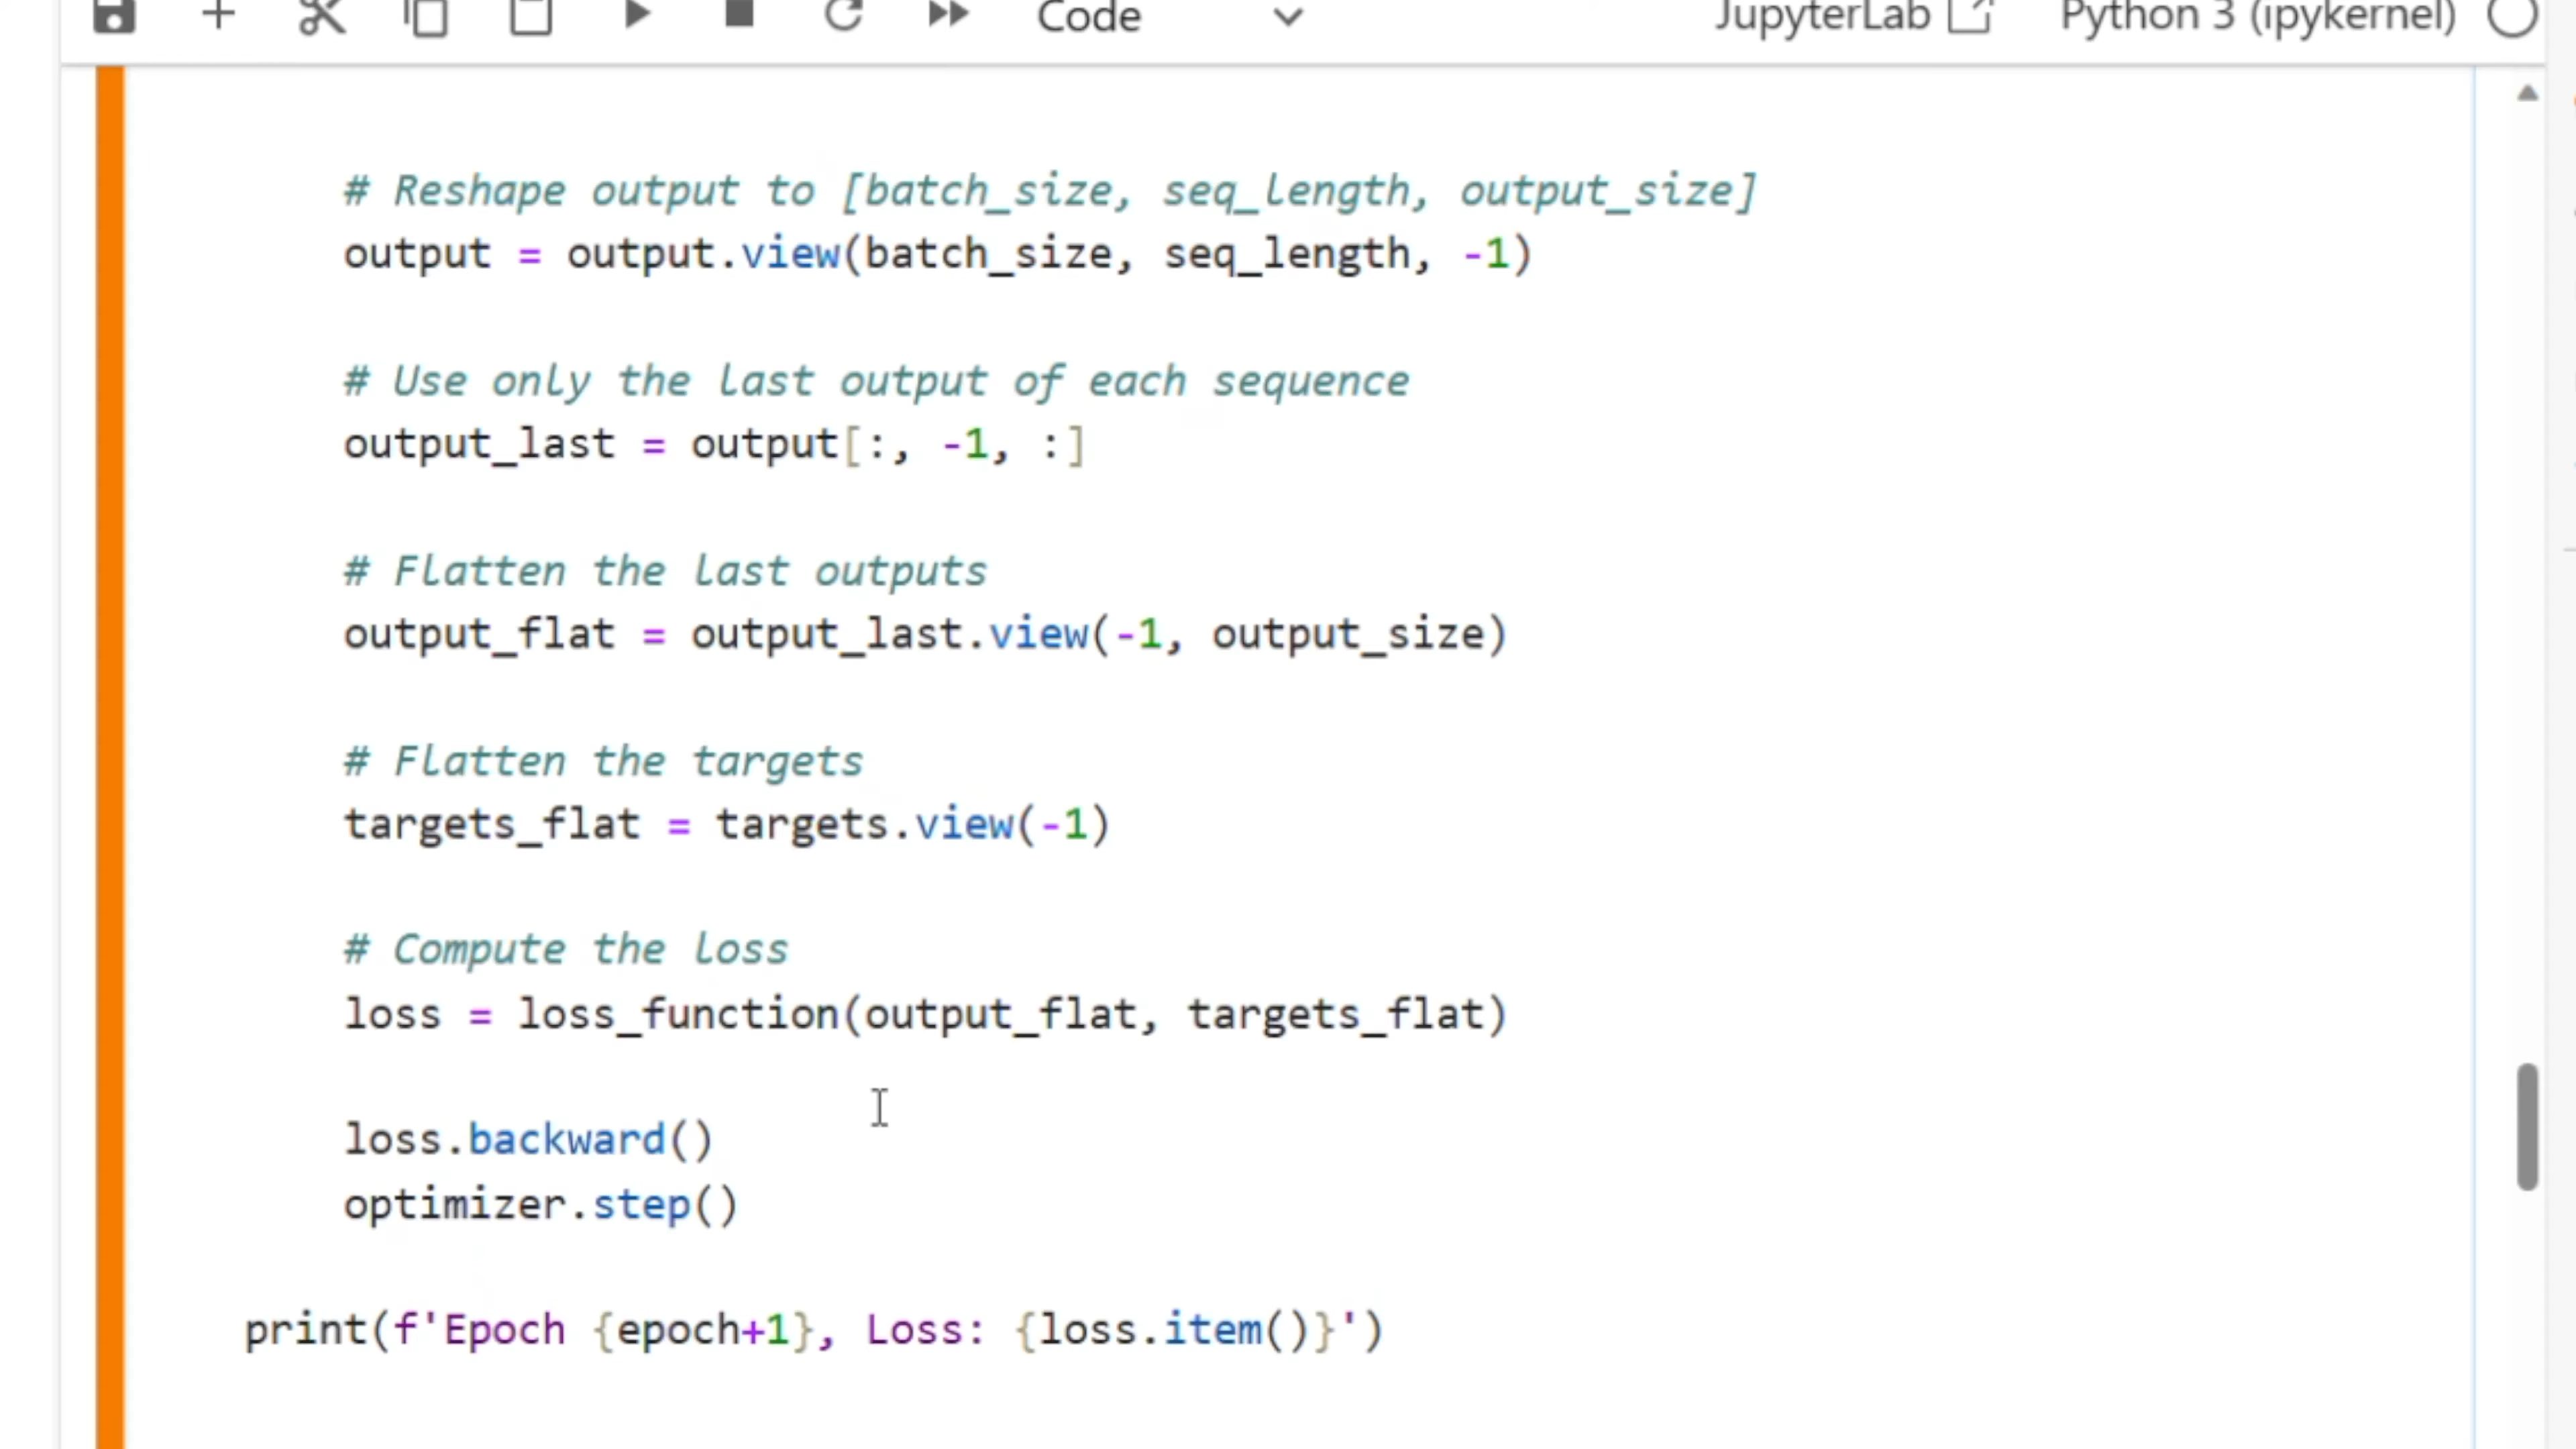 Code JupyterLab Python 3 (ipykernel)
# Reshape output to [batch_size, seq_length, output_size]
output = output.view(batch_size, seq_length, -1)
# Use only the last output of each sequence
output_last = output[:, -1, :]
# Flatten the last outputs
output_flat = output_last.view(-1, output_size)
# Flatten the targets
targets_flat = targets.view(-1)
# Compute the loss
loss = loss_function(output_flat, targets_flat)
loss.backward()
optimizer.step()
print(f'Epoch {epoch+1}, Loss: {loss.item()}')